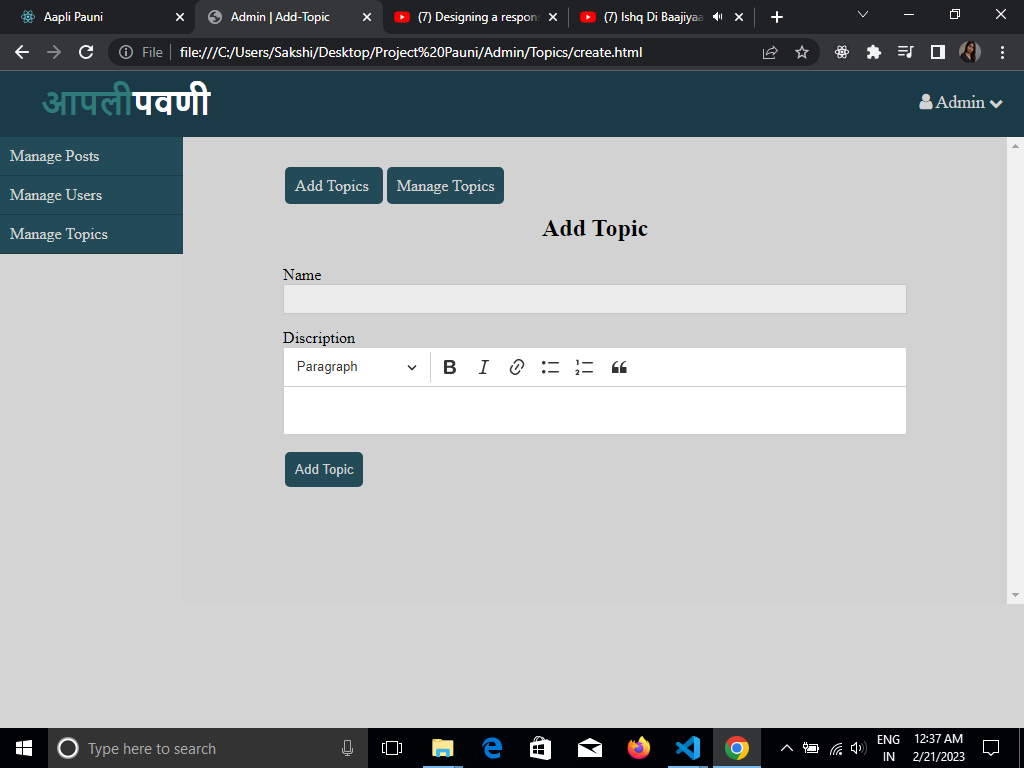 Aapli Pauni
Admin | Add-Topic
(7) Designing a respon
(7) Ishq Di Baajiyaa
File
file:///C:/Users/Sakshi/Desktop/Project%20Pauni/Admin/Topics/create.html
आपलीपवणी
Admin
Manage Posts
Manage Users
Manage Topics
Add Topics
Manage Topics
Add Topic
Name
Discription
Paragraph
Add Topic
Type here to search
ENG
IN
12:37 AM
2/21/2023